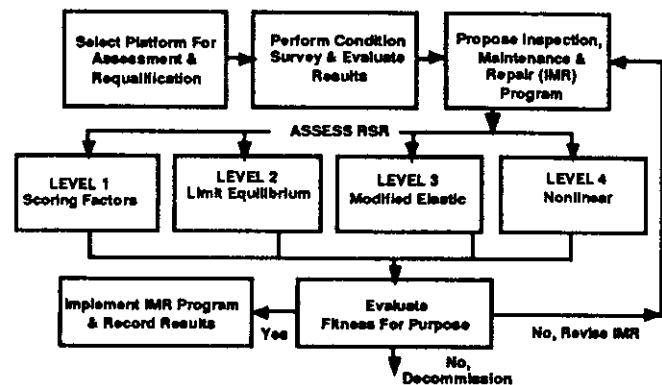 Select Platform For
Assessment &
Requalification
Perform Condition
Survey & Evaluate
Results
Propose Inspection,
Maintenance &
Repair (IMR)
Program
ASSESS RSR
LEVEL 1
Scoring Factors
LEVEL 2
Limit Equilibrium
LEVEL 3
Modified Elastic
LEVEL 4
Nonlinear
Implement IMR Program
& Record Results
Yes
Evaluate
Fitness For Purpose
No, Revise IMR
No,
Decommission